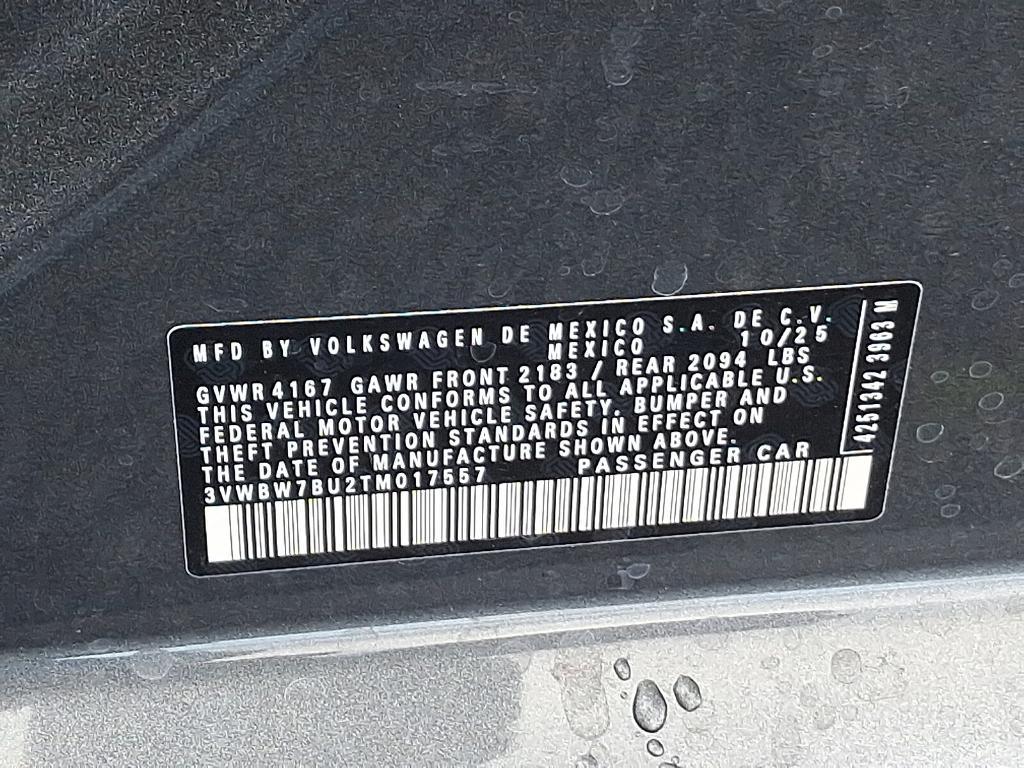 MFD BY VOLKSWAGEN DE MEXICO S.A. DE C.V.
MEXICO 10/25
GVWR 4167 GAWR FRONT 2183 / REAR 2094 LBS
THIS VEHICLE CONFORMS TO ALL APPLICABLE U.S.
FEDERAL MOTOR VEHICLE SAFETY, BUMPER AND
THEFT PREVENTION STANDARDS IN EFFECT ON
THE DATE OF MANUFACTURE SHOWN ABOVE.
3VWBW7BU2TM017557 PASSENGER CAR
4251342 3963 M